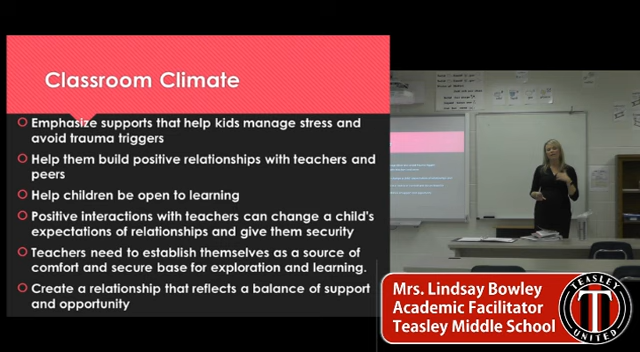 Classroom Climate
Emphasize supports that help kids manage stress and
avoid trauma triggers
Help them build positive relationships with teachers and
peers
Help children be open to learning
Positive interactions with teachers can change a child's
expectations of relationships and give them security
Teachers need to establish themselves as a source of
comfort and secure base for exploration and learning.
Create a relationship that reflects a balance of support
and opportunity
Mrs. Lindsay Bowley
Academic Facilitator
Teasley Middle School
TEASLEY
T
UNITED